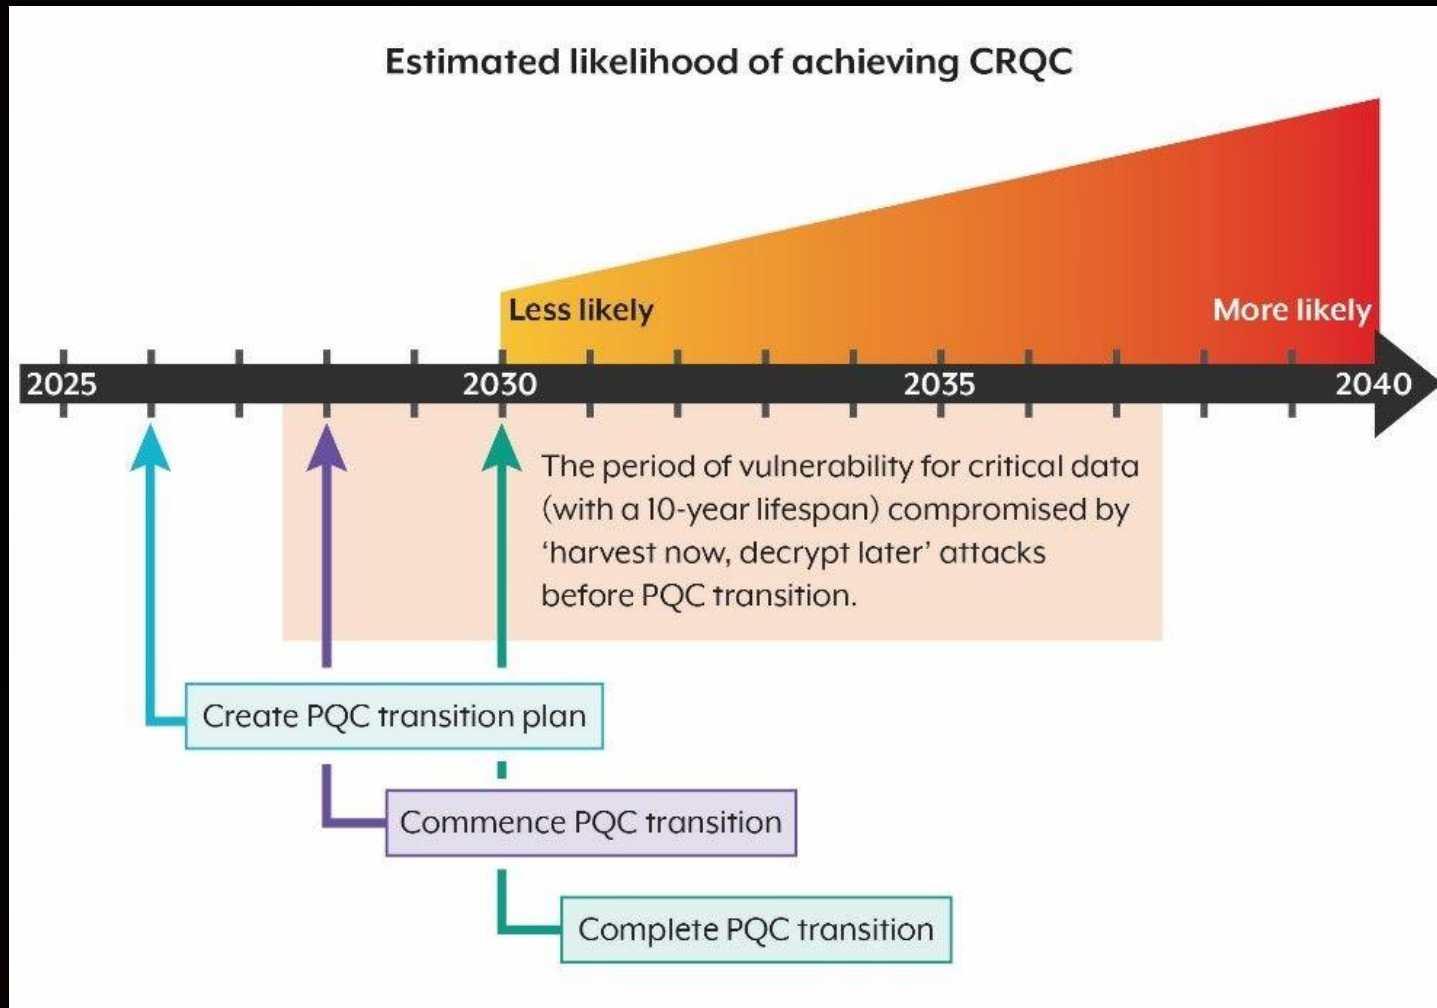 Estimated likelihood of achieving CRQC
Less likely
More likely
2025
2030
2035
2040
The period of vulnerability for critical data
(with a 10-year lifespan) compromised by
‘harvest now, decrypt later’ attacks
before PQC transition.
Create PQC transition plan
Commence PQC transition
Complete PQC transition